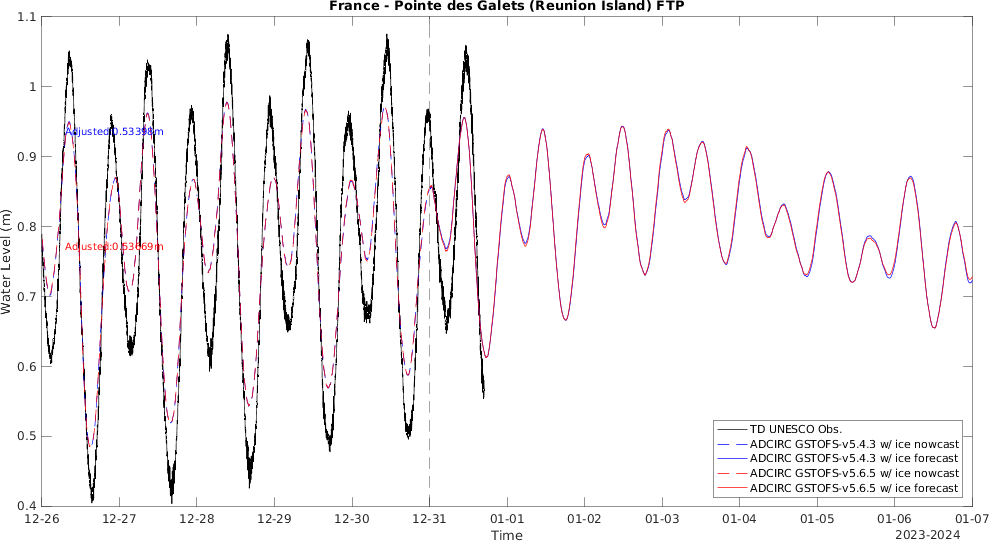 France - Pointe des Galets (Reunion Island) FTP
Water Level (m)
1.1
1
0.9
0.8
0.7
0.6
0.5
0.4
Adjusted:0.53398m
Adjusted:0.53669m
TD UNESCO Obs.
ADCIRC GSTOFS-v5.4.3 w/ ice nowcast
ADCIRC GSTOFS-v5.4.3 w/ ice forecast
ADCIRC GSTOFS-v5.6.5 w/ ice nowcast
ADCIRC GSTOFS-v5.6.5 w/ ice forecast
12-26 12-27 12-28 12-29 12-30 12-31 01-01 01-02 01-03 01-04 01-05 01-06 01-07
Time
2023-2024